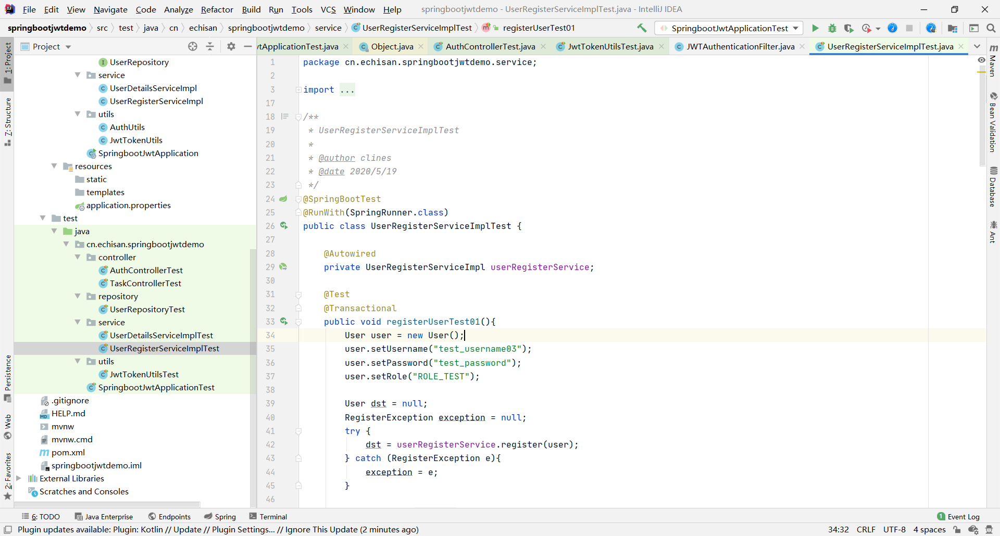 File Edit View Navigate Code Analyze Refactor Build Run Tools VCS Window Help springbootjwtdemo - UserRegisterServiceImplTest.java - IntelliJ IDEA
springbootjwtdemo src test java cn echisan springbootjwtdemo service UserRegisterServiceImplTest registerUserTest01 SpringbootJwtApplicationTest
Project
vtApplicationTest.java Object.java AuthControllerTest.java JwtTokenUtilsTest.java JWTAuthenticationFilter.java UserRegisterServiceImplTest.java
1: Project
7: Structure
Persistence
Web
2: Favorites
UserRepository
service
UserDetailsServiceImpl
UserRegisterServiceImpl
utils
AuthUtils
JwtTokenUtils
SpringbootJwtApplication
resources
static
templates
application.properties
test
java
cn.echisan.springbootjwtdemo
controller
AuthControllerTest
TaskControllerTest
repository
UserRepositoryTest
service
UserDetailsServiceImplTest
UserRegisterServiceImplTest
utils
JwtTokenUtilsTest
SpringbootJwtApplicationTest
.gitignore
HELP.md
mvnw
mvnw.cmd
pom.xml
springbootjwtdemo.iml
External Libraries
Scratches and Consoles
1 package cn.echisan.springbootjwtdemo.service;
2
3 import ...
17
18 /**
19 * UserRegisterServiceImplTest
20 *
21 * @author clines
22 * @date 2020/5/19
23 */
24 @SpringBootTest
25 @RunWith(SpringRunner.class)
26 public class UserRegisterServiceImplTest {
27
28 @Autowired
29 private UserRegisterServiceImpl userRegisterService;
30
31 @Test
32 @Transactional
33 public void registerUserTest01(){
34 User user = new User();
35 user.setUsername("test_username03");
36 user.setPassword("test_password");
37 user.setRole("ROLE_TEST");
38
39 User dst = null;
40 RegisterException exception = null;
41 try {
42 dst = userRegisterService.register(user);
43 } catch (RegisterException e){
44 exception = e;
45 }
46
Maven
Bean Validation
Database
Ant
6: TODO Java Enterprise Endpoints Spring Terminal 1 Event Log
Plugin updates available: Plugin: Kotlin // Update // Plugin Settings... // Ignore This Update (2 minutes ago) 34:32 CRLF UTF-8 4 spaces